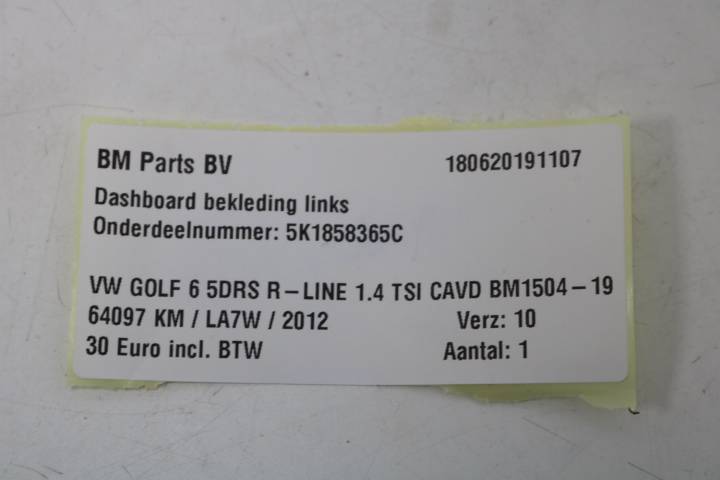 BM Parts BV 180620191107
Dashboard bekleding links
Onderdeelnummer: 5K1858365C
VW GOLF 6 5DRS R-LINE 1.4 TSI CAVD BM1504-19
64097 KM / LA7W / 2012 Verz: 10
30 Euro incl. BTW Aantal: 1